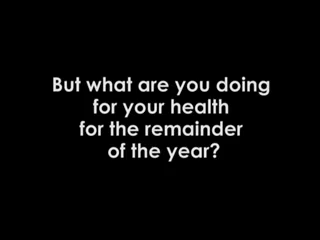 But what are you doing
for your health
for the remainder
of the year?